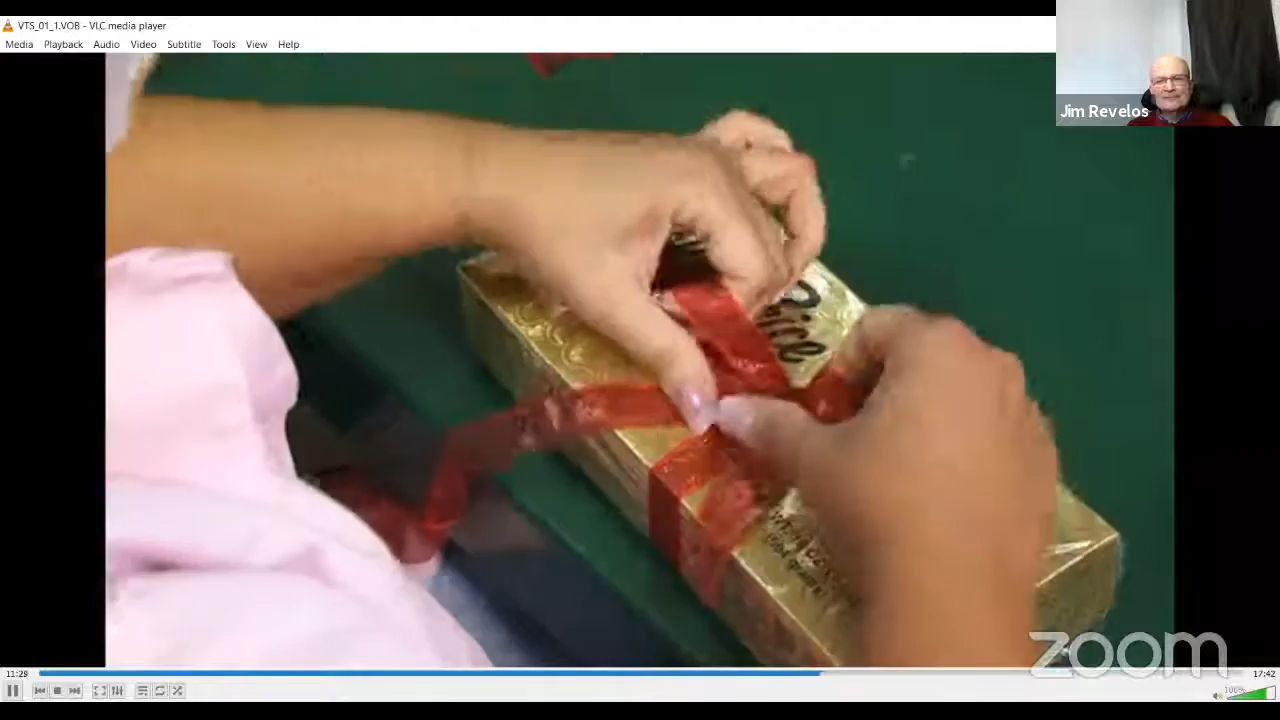 VTS_01_1.VOB - VLC media player
Media Playback Audio Video Subtitle Tools View Help
Jim Revelos
zoom
11:29
17:42
100%